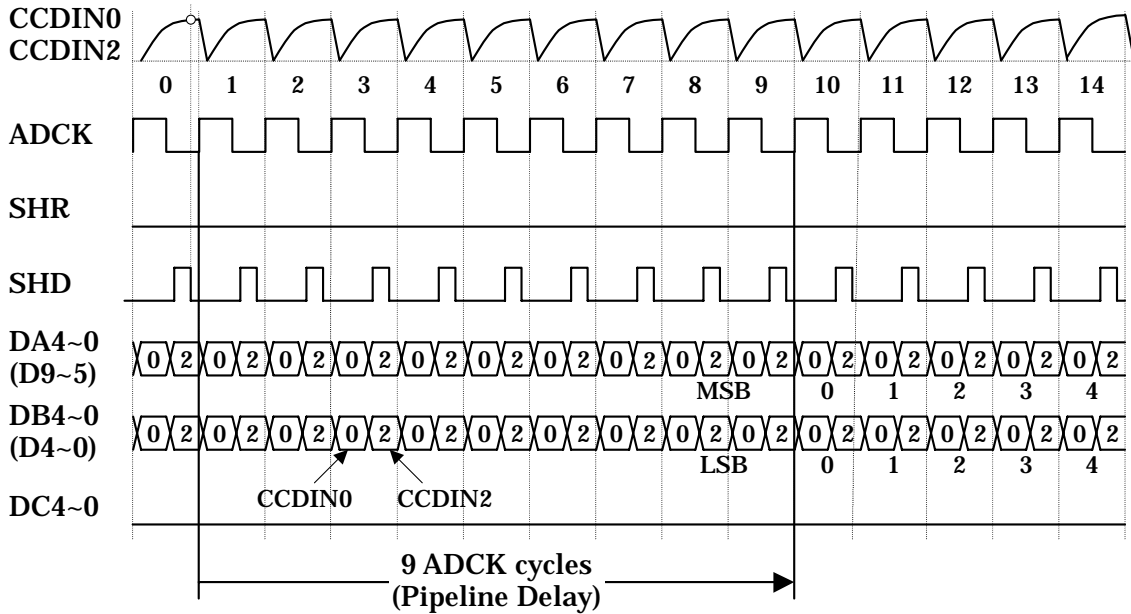 CCDIN0
CCDIN2
0 1 2 3 4 5 6 7 8 9 10 11 12 13 14
ADCK
SHR
SHD
DA4~0
(D9~5)
0 2 0 2 0 2 0 2 0 2 0 2 0 2 0 2 0 2 0 2 0 2 0 2 0 2 0 2 0 2
MSB 0 1 2 3 4
DB4~0
(D4~0)
0 2 0 2 0 2 0 2 0 2 0 2 0 2 0 2 0 2 0 2 0 2 0 2 0 2 0 2 0 2
LSB 0 1 2 3 4
CCDIN0 CCDIN2
DC4~0
9 ADCK cycles
(Pipeline Delay)